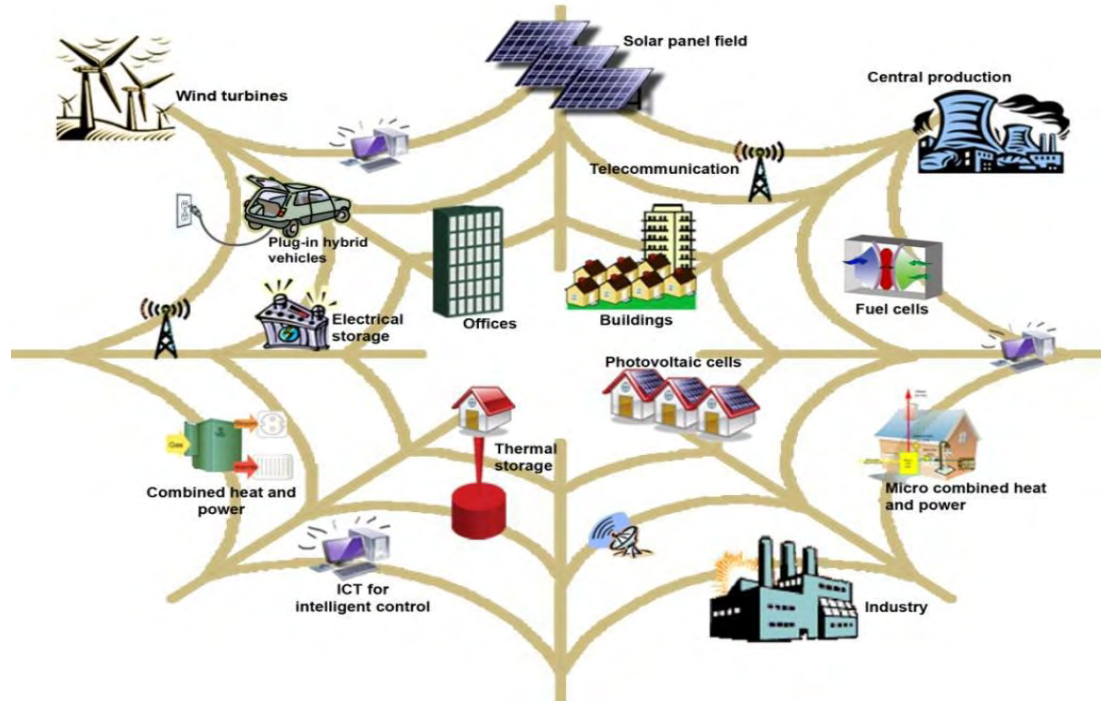 Solar panel field
Central production
Wind turbines
Telecommunication
Plug-in hybrid
vehicles
Electrical
storage
Offices
Buildings
Fuel cells
Photovoltaic cells
Thermal
storage
Gas
Combined heat and
power
Micro combined heat
and power
ICT for
intelligent control
Industry